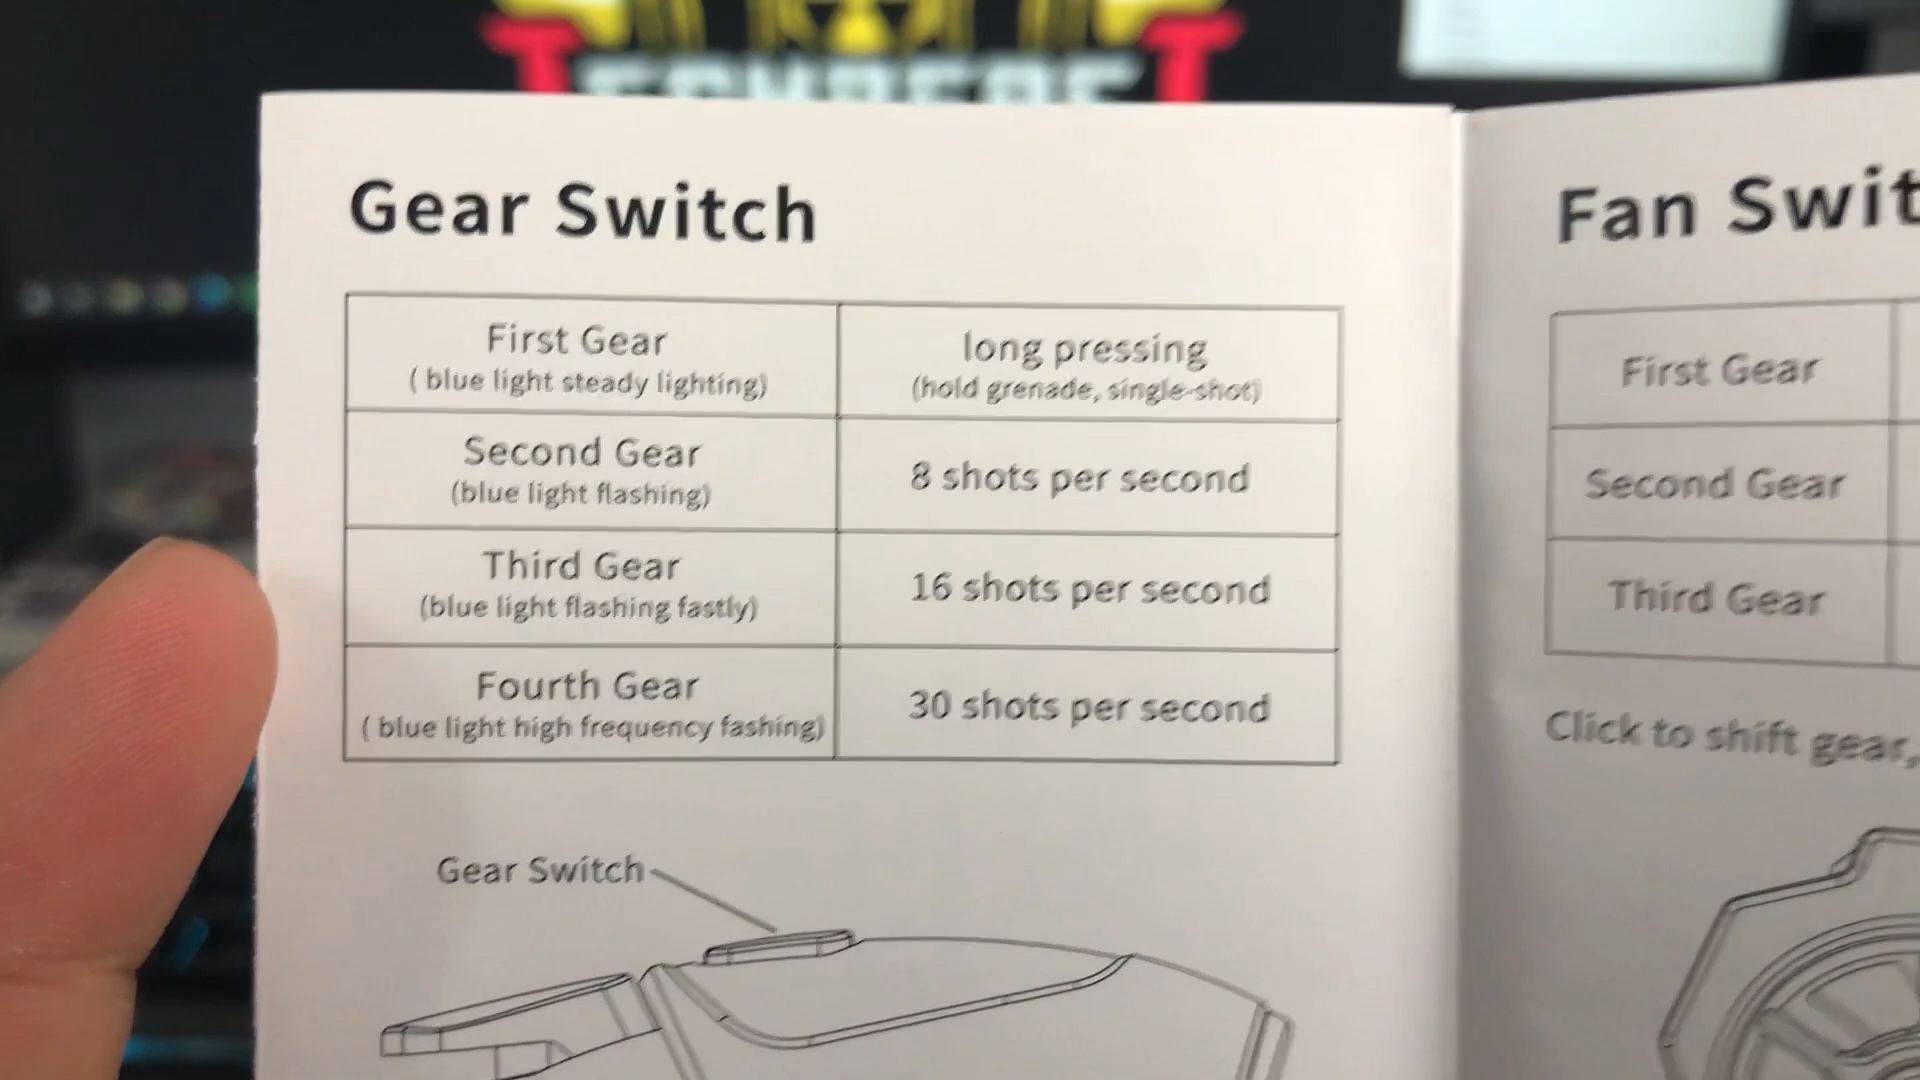 Gear Switch
First Gear
( blue light steady lighting)
long pressing
(hold grenade, single-shot)
Second Gear
(blue light flashing)
8 shots per second
Third Gear
(blue light flashing fastly)
16 shots per second
Fourth Gear
( blue light high frequency fashing)
30 shots per second
Gear Switch
Fan Swit
First Gear
Second Gear
Third Gear
Click to shift gear,